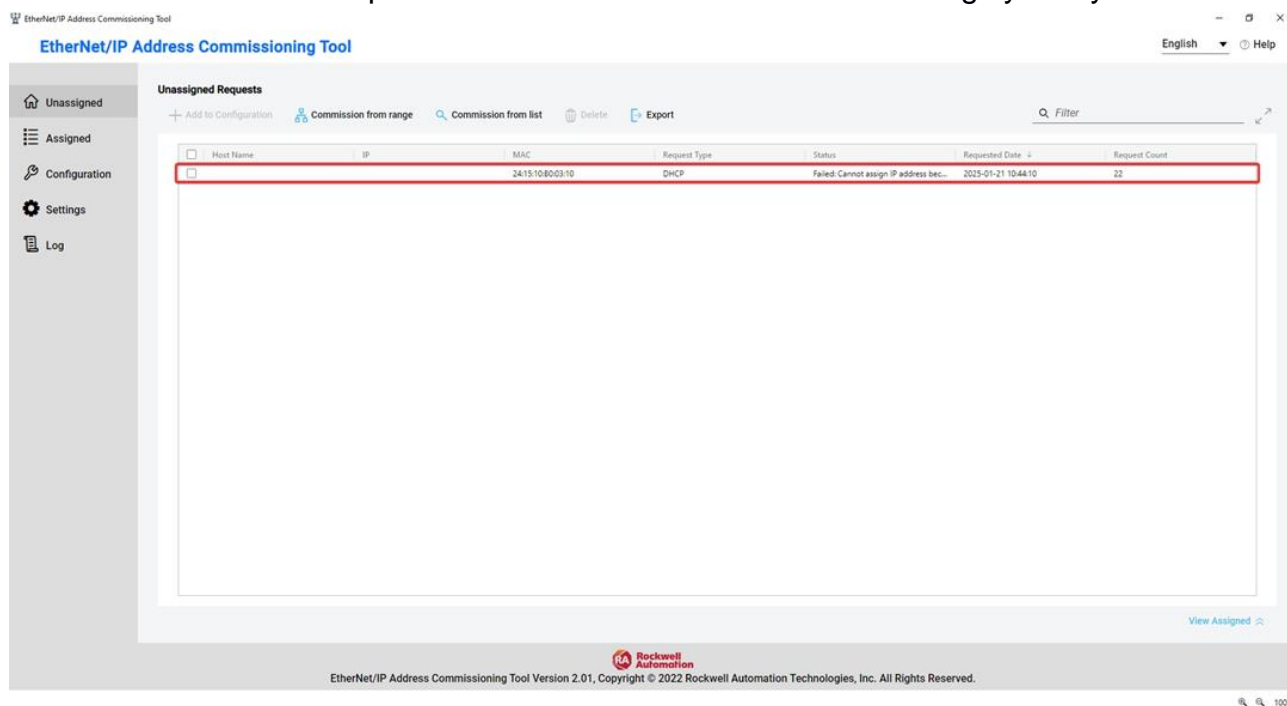 EtherNet/IP Address Commissioning Tool
EtherNet/IP Address Commissioning Tool
English
Help
Unassigned
Assigned
Configuration
Settings
Log
Unassigned Requests
Add to Configuration Commission from range Commission from list Delete Export Filter
Host Name IP MAC Request Type Status Requested Date ↓ Request Count
24:15:10:80:03:10 DHCP Failed: Cannot assign IP address bec... 2025-01-21 10:44:10 22
View Assigned
RA Rockwell
Automation
EtherNet/IP Address Commissioning Tool Version 2.01, Copyright © 2022 Rockwell Automation Technologies, Inc. All Rights Reserved.
100